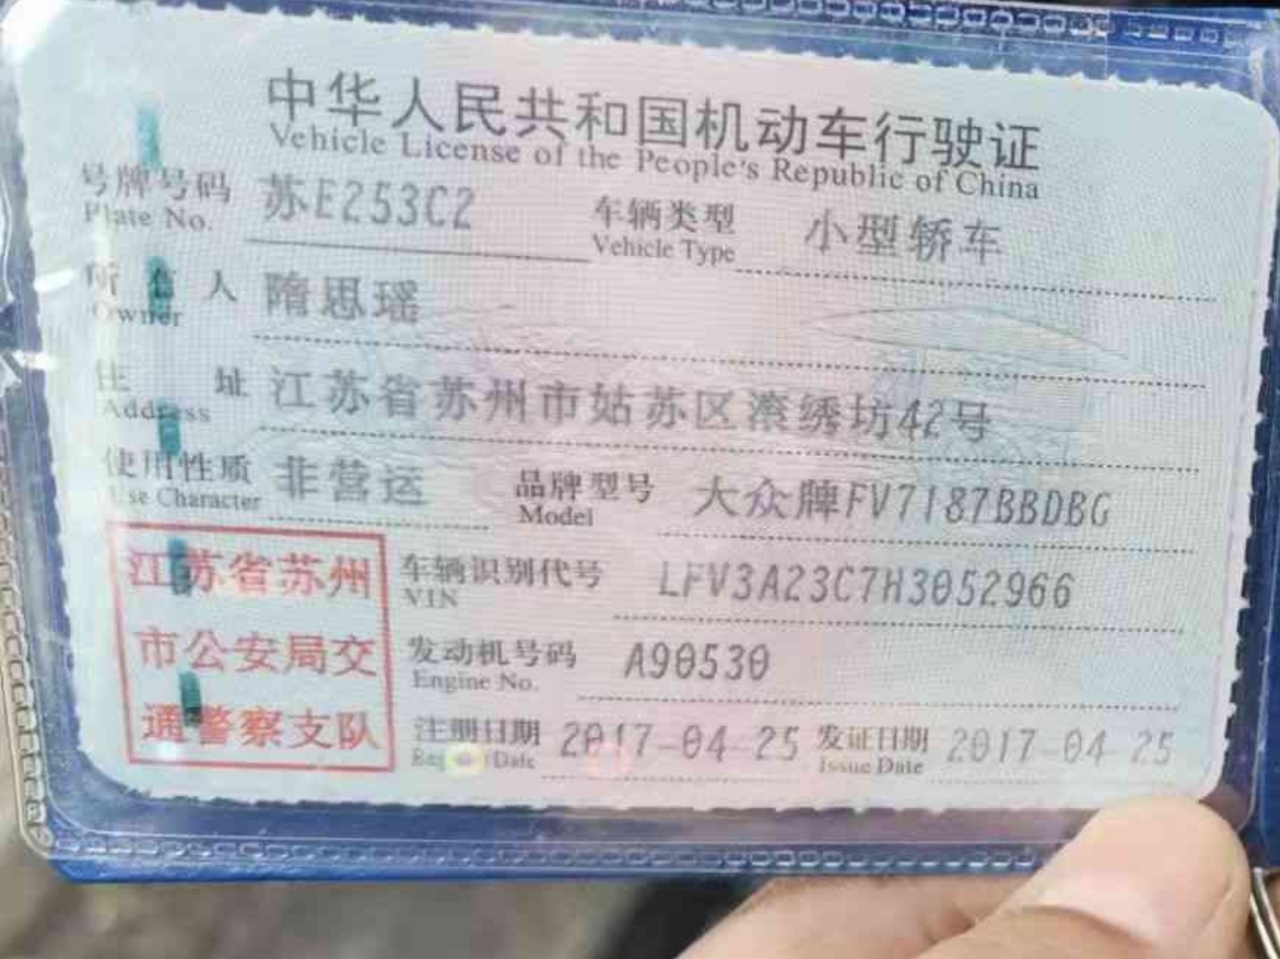 中华人民共和国机动车行驶证
Vehicle License of the People's Republic of China
号牌号码 苏E253C2 车辆类型 小型轿车
Plate No. Vehicle Type
所有人 隋思瑶
Owner
住址 江苏省苏州市姑苏区滚绣坊42号
Address
使用性质 非营运 品牌型号 大众牌FV7187BBDBG
Use Character Model
江苏省苏州
市公安局交
通警察支队
车辆识别代号 LFV3A23C7H3052966
VIN
发动机号码 A90530
Engine No.
注册日期 2017-04-25 发证日期 2017-04-25
Date Issue Date